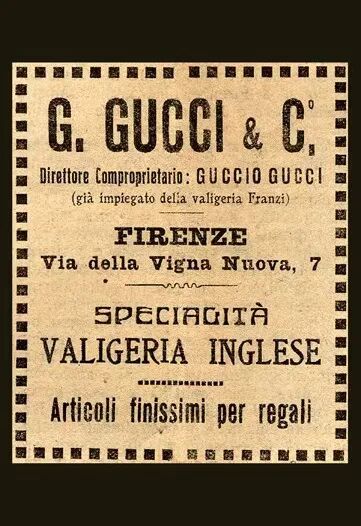 G. GUCCI & Cº.
Direttore Comproprietario: GUCCIO GUCCI
(già impiegato della valigeria Franzi)
FIRENZE
Via della Vigna Nuova, 7
SPECIALITÀ
VALIGERIA INGLESE
Articoli finissimi per regali